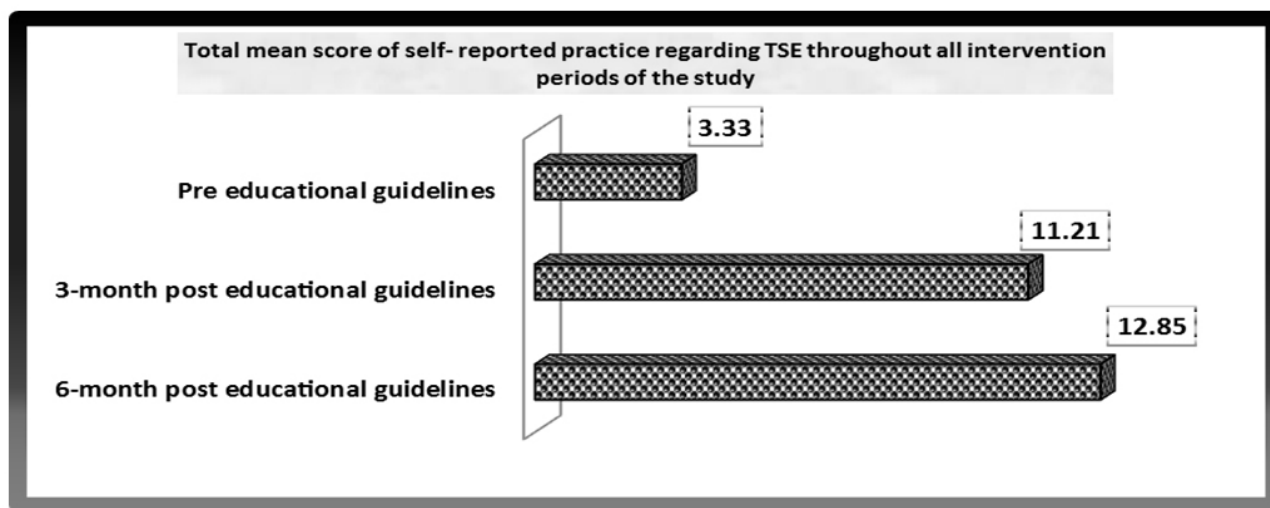 Total mean score of self- reported practice regarding TSE throughout all intervention
periods of the study
3.33
Pre educational guidelines
11.21
3-month post educational guidelines
12.85
6-month post educational guidelines